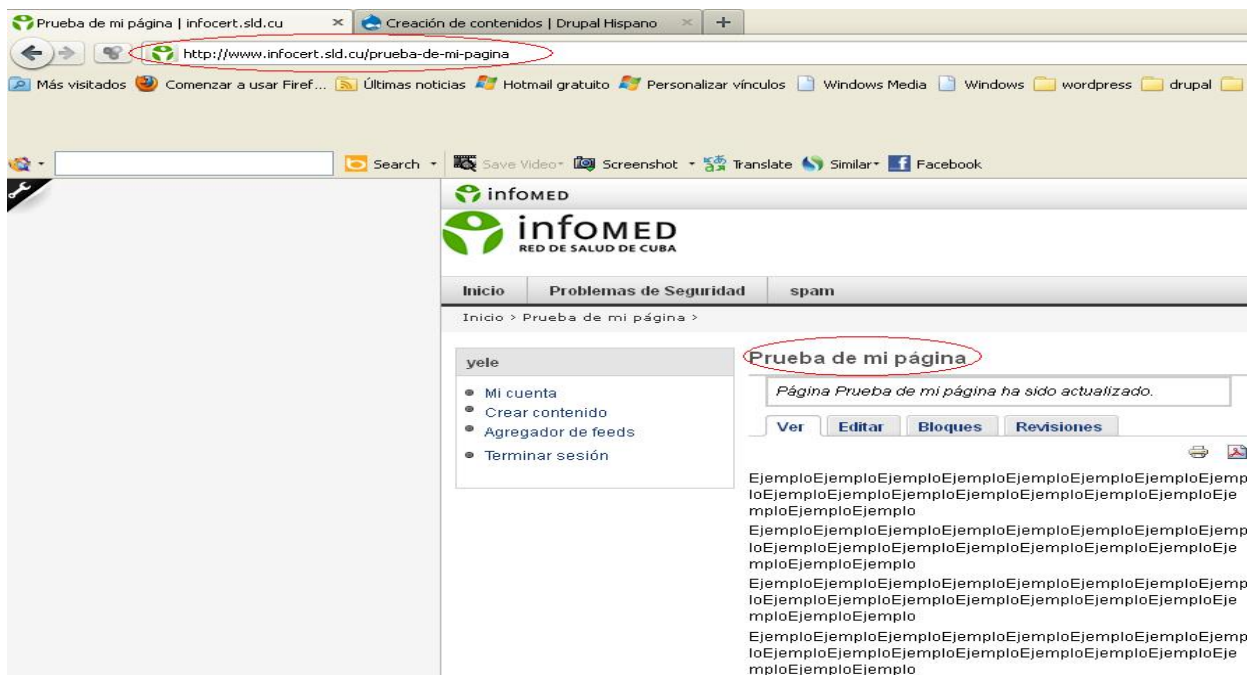 Prueba de mi página | infocert.sld.cu × Creación de contenidos | Drupal Hispano × +
http://www.infocert.sld.cu/prueba-de-mi-pagina
Más visitados Comenzar a usar Firef... Últimas noticias Hotmail gratuito Personalizar vínculos Windows Media Windows wordpress drupal
Search Save Video Screenshot Translate Similar Facebook
infoMED
infoMED
RED DE SALUD DE CUBA
Inicio Problemas de Seguridad spam
Inicio > Prueba de mi página >
yele
Mi cuenta
Crear contenido
Agregador de feeds
Terminar sesión
Prueba de mi página
Página Prueba de mi página ha sido actualizado.
Ver Editar Bloques Revisiones
EjemploEjemploEjemploEjemploEjemploEjemploEjemploEjemp
loEjemploEjemploEjemploEjemploEjemploEjemploEjemploEje
mploEjemploEjemplo
EjemploEjemploEjemploEjemploEjemploEjemploEjemploEjemp
loEjemploEjemploEjemploEjemploEjemploEjemploEjemploEje
mploEjemploEjemplo
EjemploEjemploEjemploEjemploEjemploEjemploEjemploEjemp
loEjemploEjemploEjemploEjemploEjemploEjemploEjemploEje
mploEjemploEjemplo
EjemploEjemploEjemploEjemploEjemploEjemploEjemploEjemp
loEjemploEjemploEjemploEjemploEjemploEjemploEjemploEje
mploEjemploEjemplo